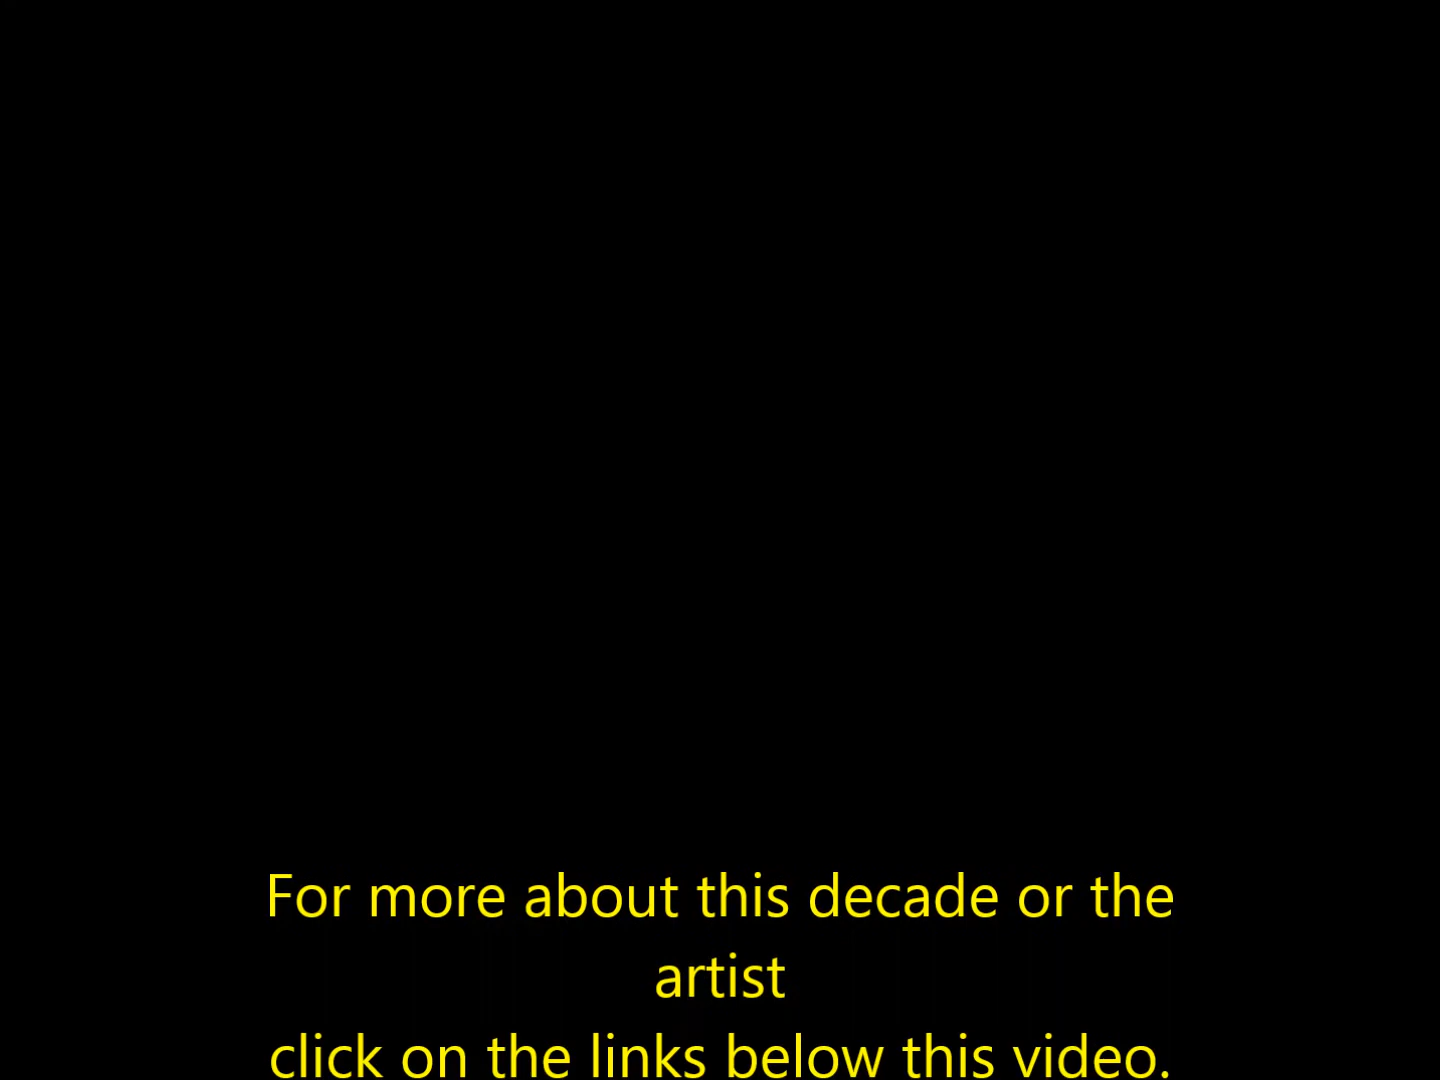 For more about this decade or the
artist
click on the links below this video.